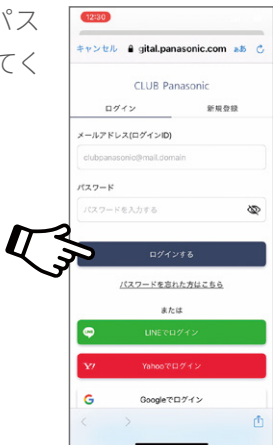 パス
てく
12:30
キャンセル gital.panasonic.com ぁあ
CLUB Panasonic
ログイン 新規登録
メールアドレス(ログインID)
clubpanasonic@mail.domain
パスワード
パスワードを入力する
ログインする
パスワードを忘れた方はこちら
または
LINEでログイン
Y! Yahooでログイン
G Googleでログイン